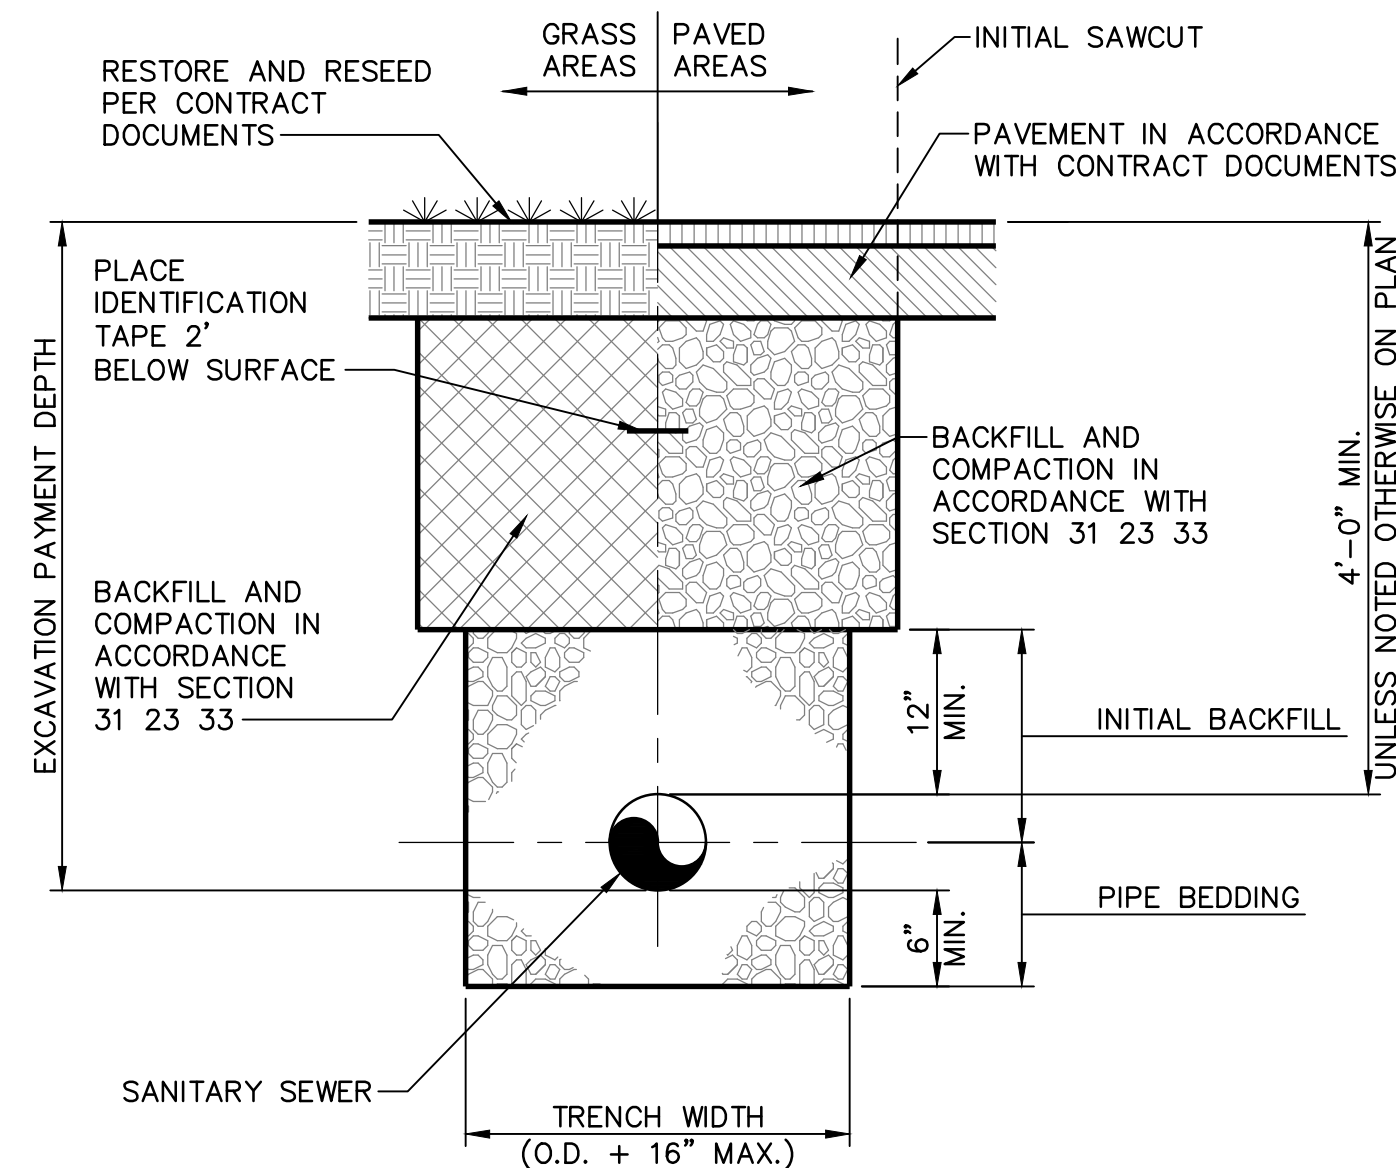 GRASS
AREAS
PAVED
AREAS
INITIAL SAWCUT
RESTORE AND RESEED
PER CONTRACT
DOCUMENTS
PAVEMENT IN ACCORDANCE
WITH CONTRACT DOCUMENTS
PLACE
IDENTIFICATION
TAPE 2'
BELOW SURFACE
EXCAVATION PAYMENT DEPTH
BACKFILL AND
COMPACTION IN
ACCORDANCE WITH
SECTION 31 23 33
4'-0" MIN.
UNLESS NOTED OTHERWISE ON PLAN
BACKFILL AND
COMPACTION IN
ACCORDANCE
WITH SECTION
31 23 33
12"
MIN.
INITIAL BACKFILL
6"
MIN.
PIPE BEDDING
SANITARY SEWER
TRENCH WIDTH
(O.D. + 16" MAX.)